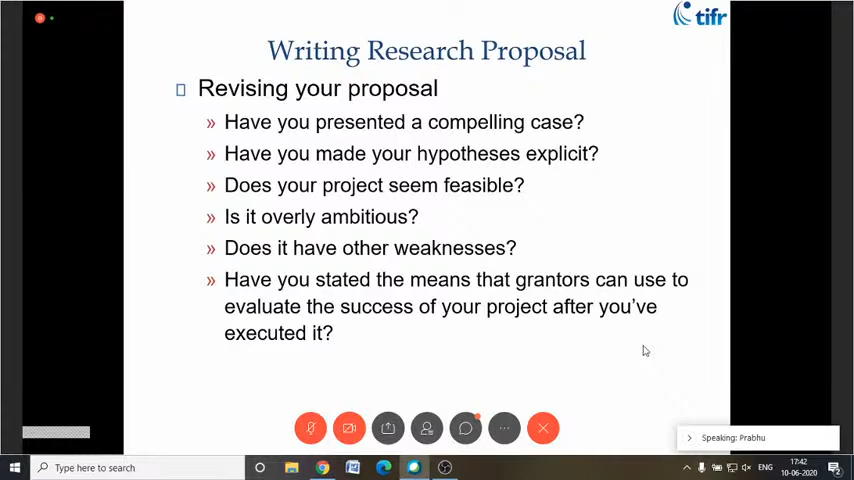 tifr
Writing Research Proposal
Revising your proposal
» Have you presented a compelling case?
» Have you made your hypotheses explicit?
» Does your project seem feasible?
» Is it overly ambitious?
» Does it have other weaknesses?
» Have you stated the means that grantors can use to
evaluate the success of your project after you’ve
executed it?
Speaking: Prabhu
Type here to search
ENG
17:42
10-06-2020
2